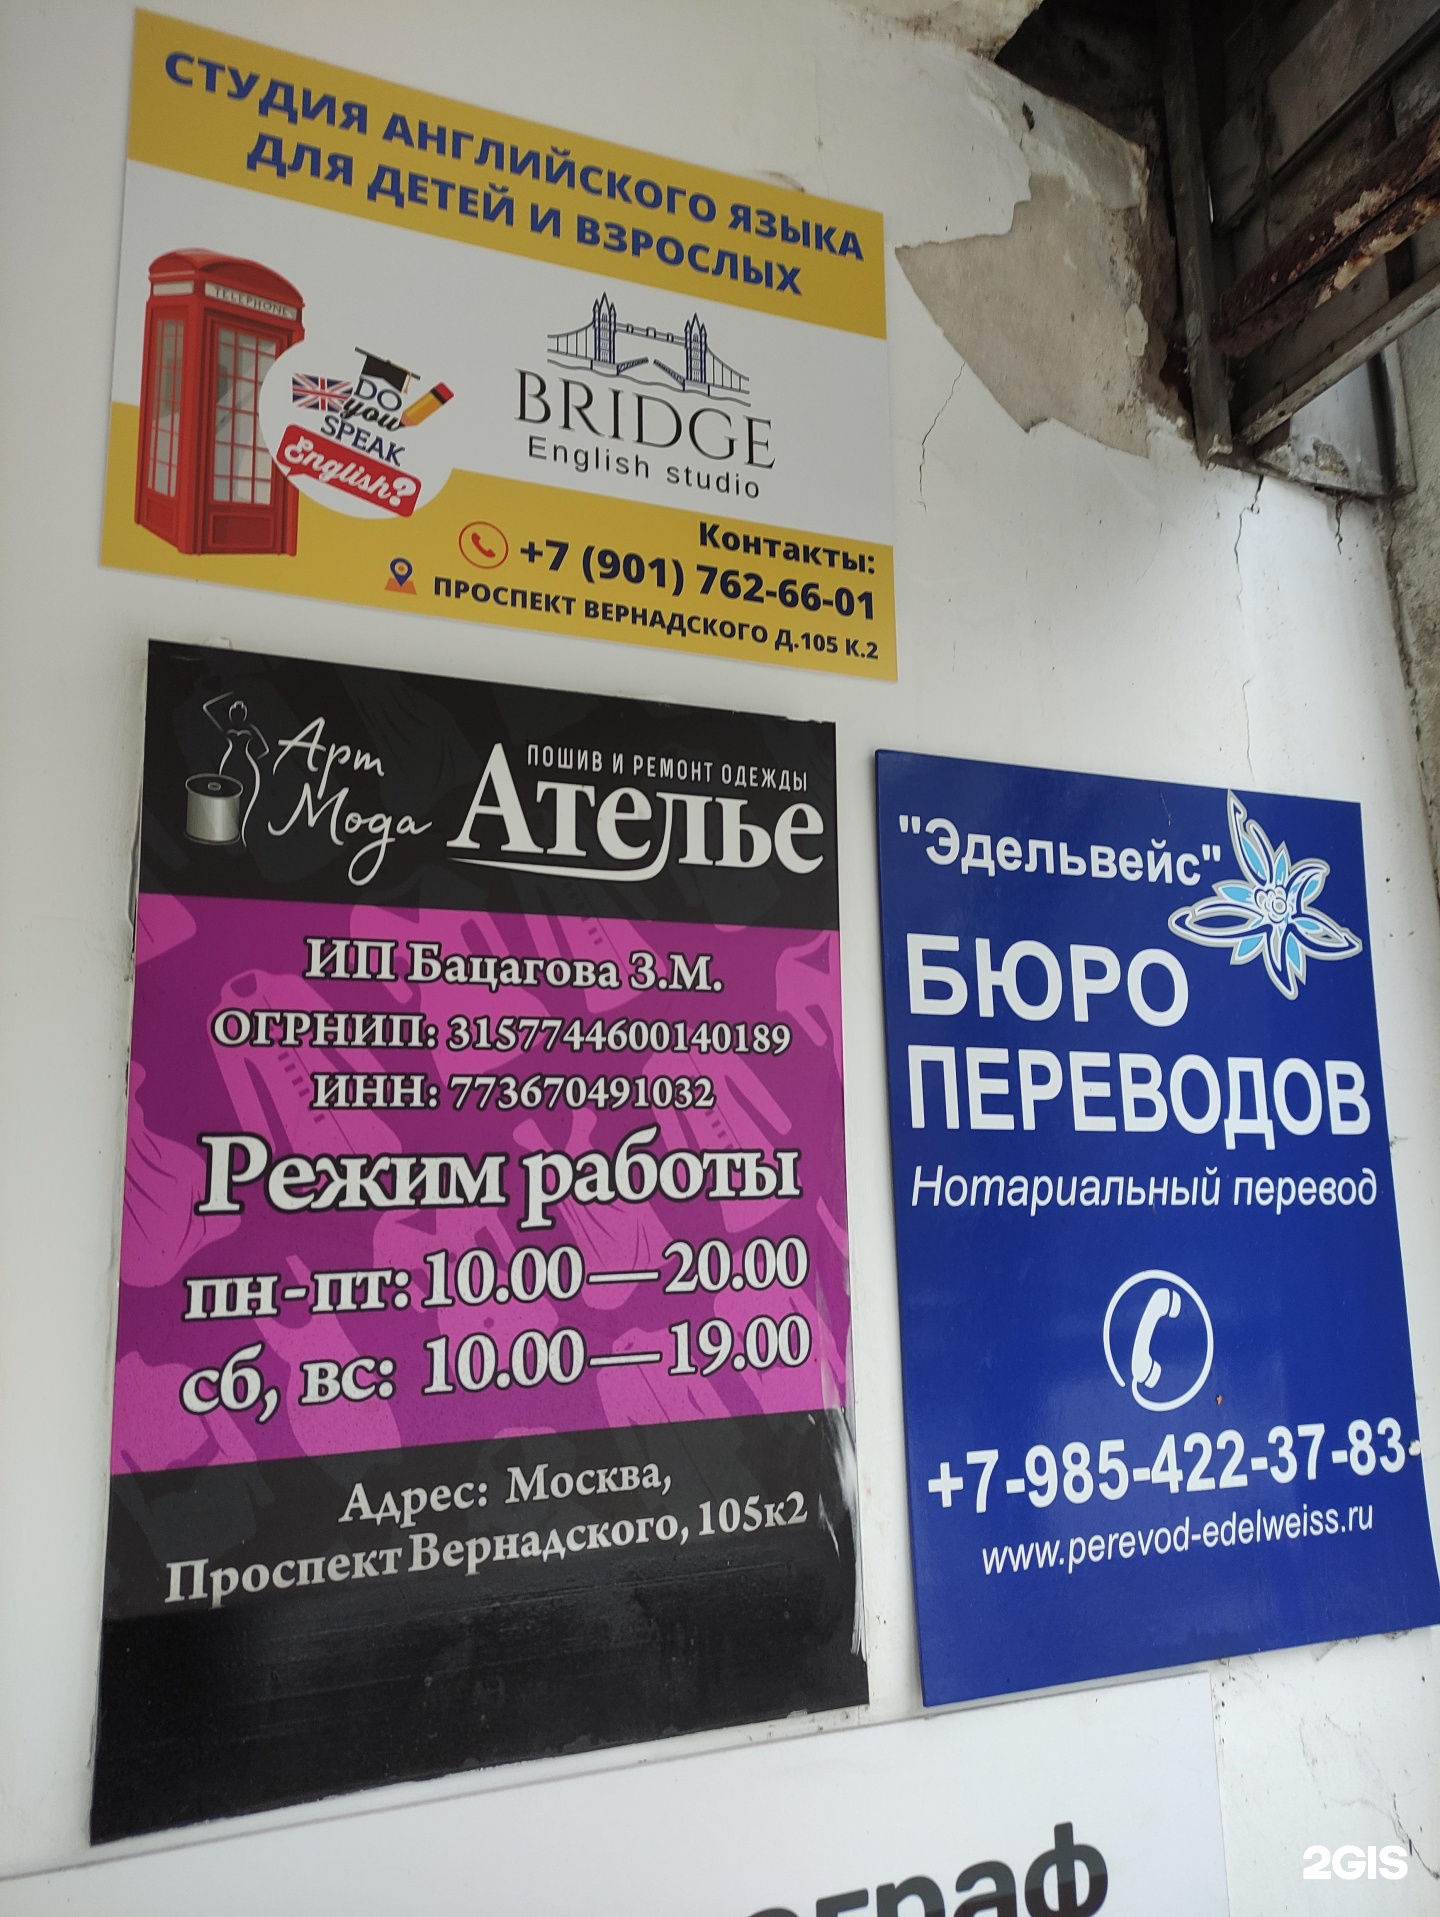 СТУДИЯ АНГЛИЙСКОГО ЯЗЫКА
ДЛЯ ДЕТЕЙ И ВЗРОСЛЫХ
TELEPHONE
DO
you
SPEAK
English?
BRIDGE
English studio
Контакты:
+7 (901) 762-66-01
ПРОСПЕКТ ВЕРНАДСКОГО Д.105 К.2
Арт
Мода
ПОШИВ И РЕМОНТ ОДЕЖДЫ
Ателье
ИП Бацагова З.М.
ОГРНИП: 3157744600140189
ИНН: 773670491032
Режим работы
пн-пт: 10.00—20.00
сб, вс: 10.00—19.00
Адрес: Москва,
Проспект Вернадского, 105к2
"Эдельвейс"
БЮРО
ПЕРЕВОДОВ
Нотариальный перевод
+7-985-422-37-83
www.perevod-edelweiss.ru
2GIS